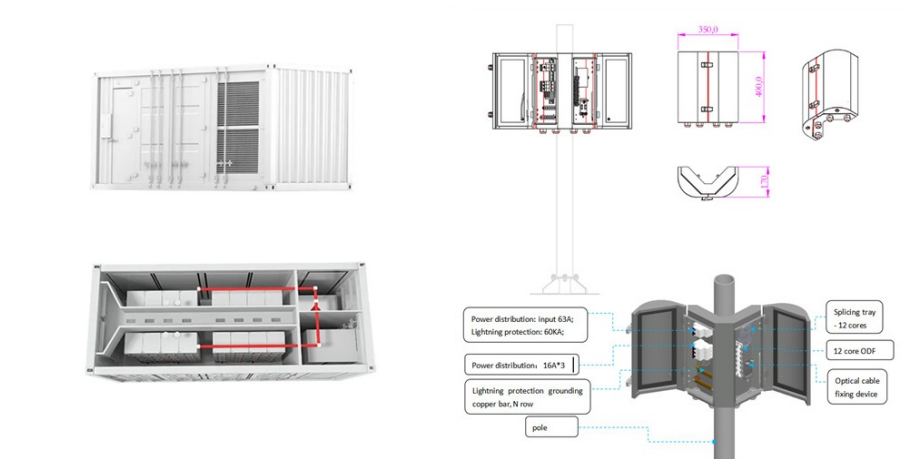 350,0
400,0
170
Power distribution: input 63A;
Lightning protection: 60KA;
Power distribution: 16A*3
Lightning protection grounding
copper bar, N row
pole
Splicing tray
- 12 cores
12 core ODF
Optical cable
fixing device